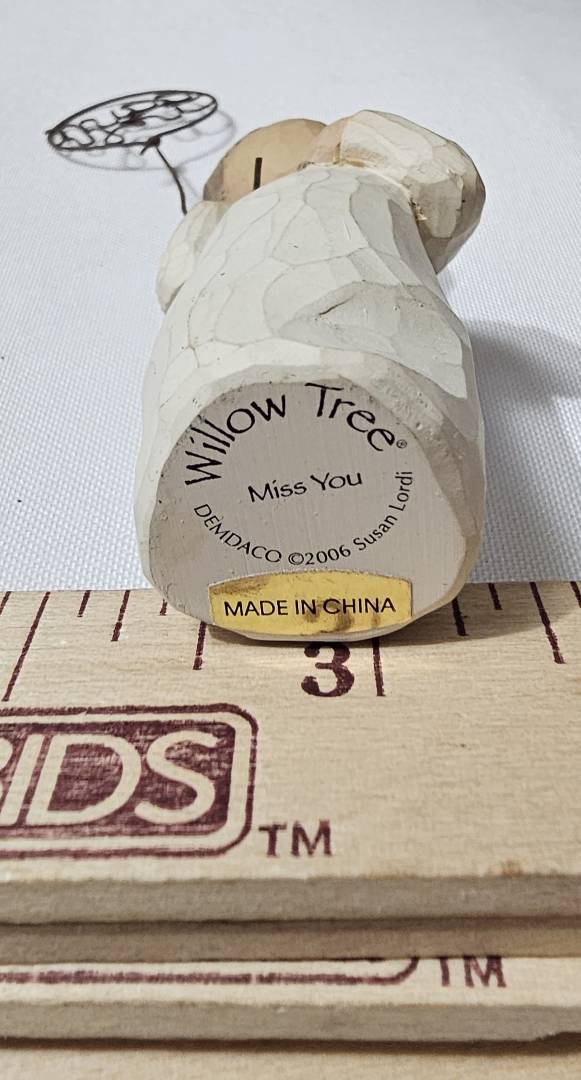 Willow Tree®
Miss You
DEMDACO ©2006 Susan Lordi
MADE IN CHINA
3
IDS
TM
TM